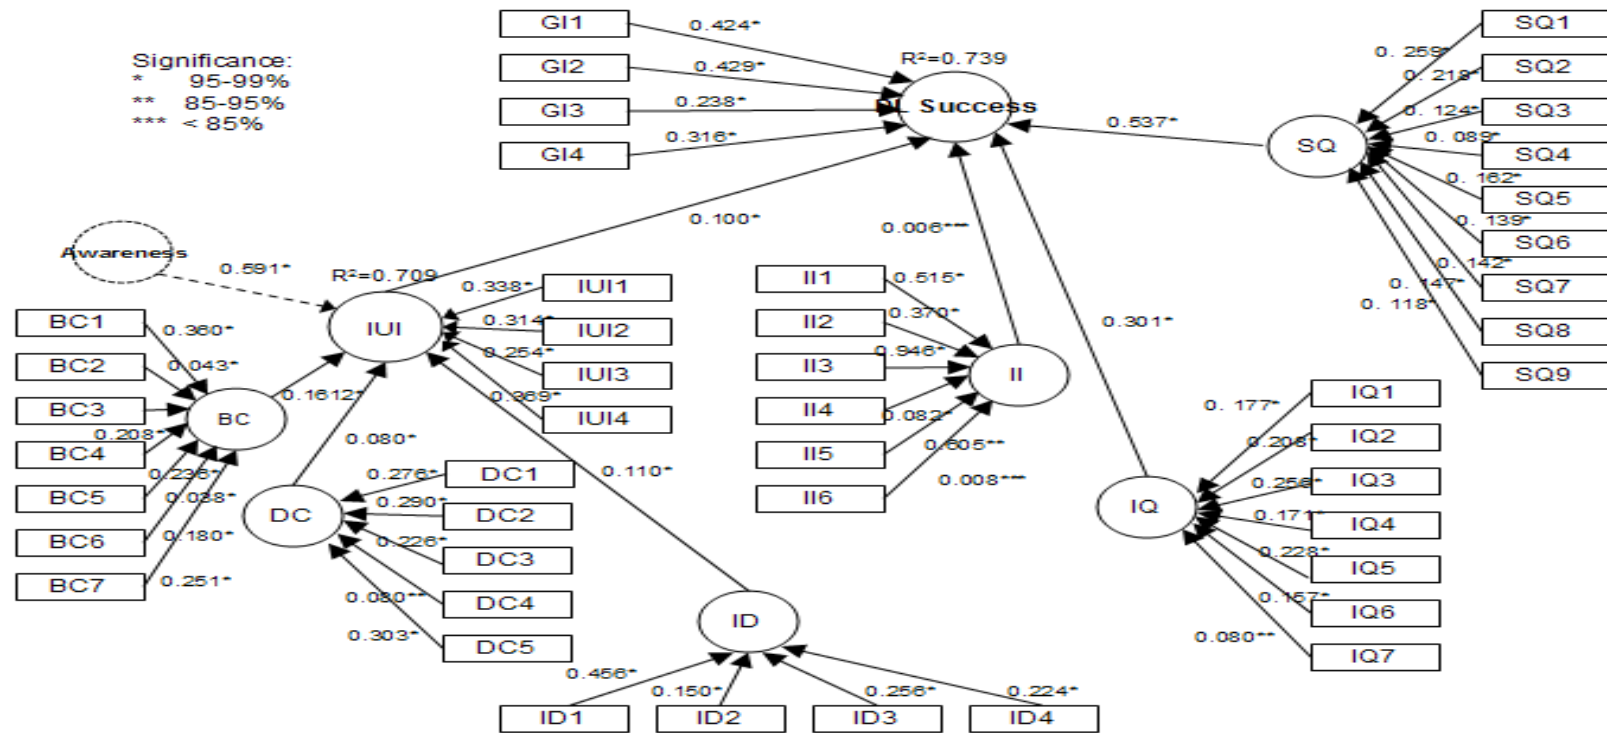 Significance:
* 95-99%
** 85-95%
*** < 85%
GI1
GI2
GI3
GI4
0.424*
0.429*
0.238*
0.316*
R²=0.739
DL Success
0.537*
SQ
SQ1
SQ2
SQ3
SQ4
SQ5
SQ6
SQ7
SQ8
SQ9
0. 259*
0. 218*
0. 124*
0. 089*
0. 162*
0. 139*
0. 142*
0. 147*
0. 118*
0.100*
0.006***
0.301*
Awareness
0.591*
R²=0.709
IUI
0.338*
0.314*
0.254*
0.369*
IUI1
IUI2
IUI3
IUI4
BC1
BC2
BC3
BC4
BC5
BC6
BC7
0.360*
0.043*
0.208*
0.236*
0.038*
0.180*
0.251*
BC
0.1612*
0.080*
0.110*
DC
0.276*
0.290*
0.226*
0.080**
0.303*
DC1
DC2
DC3
DC4
DC5
II1
II2
II3
II4
II5
II6
0.515*
0.370*
0.946*
0.082*
0.605**
0.008***
II
IQ
0. 177*
0.208*
0.256*
0.171*
0.228*
0.157*
0.080**
IQ1
IQ2
IQ3
IQ4
IQ5
IQ6
IQ7
ID
0.456*
0.150*
0.256*
0.224*
ID1
ID2
ID3
ID4